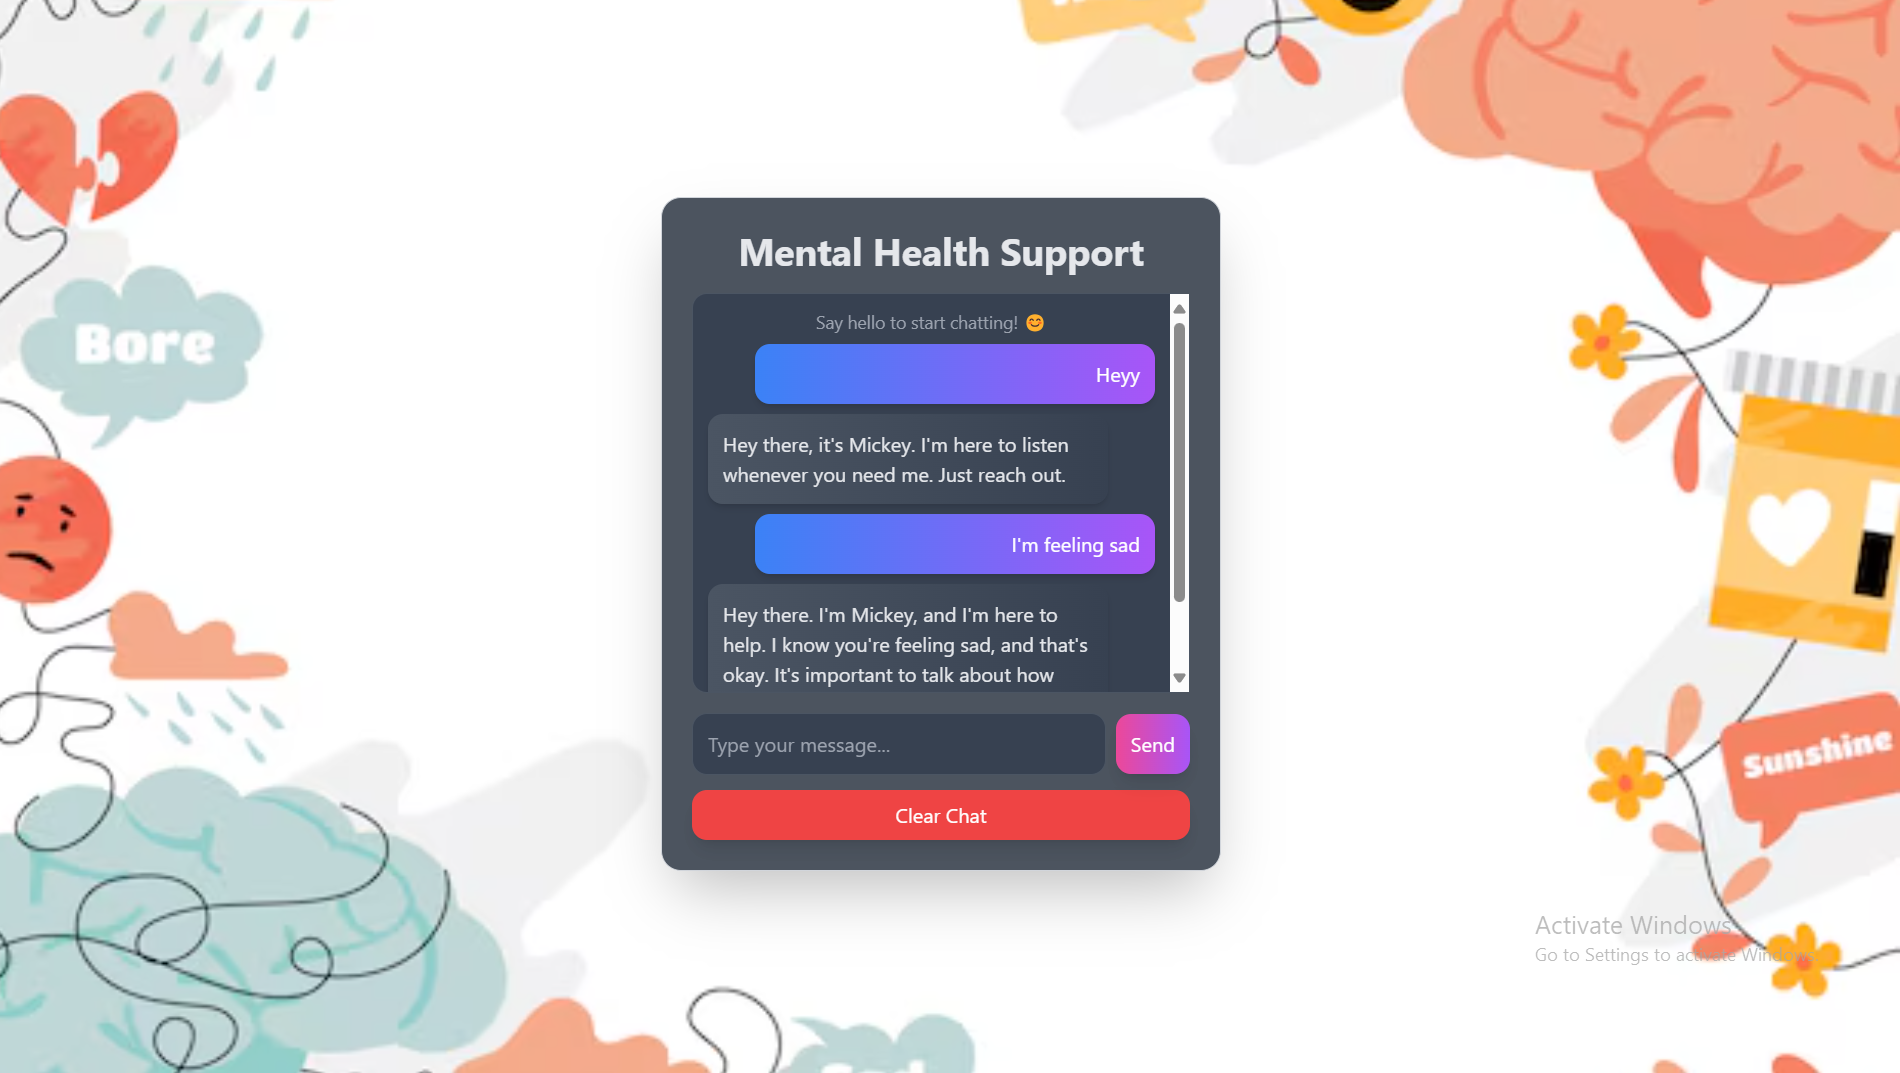 Bore
Mental Health Support
Say hello to start chatting! 😊
Heyy
Hey there, it's Mickey. I'm here to listen
whenever you need me. Just reach out.
I'm feeling sad
Hey there. I'm Mickey, and I'm here to
help. I know you're feeling sad, and that's
okay. It's important to talk about how
Type your message...
Send
Clear Chat
Sunshine
Activate Windows
Go to Settings to activate Windows.